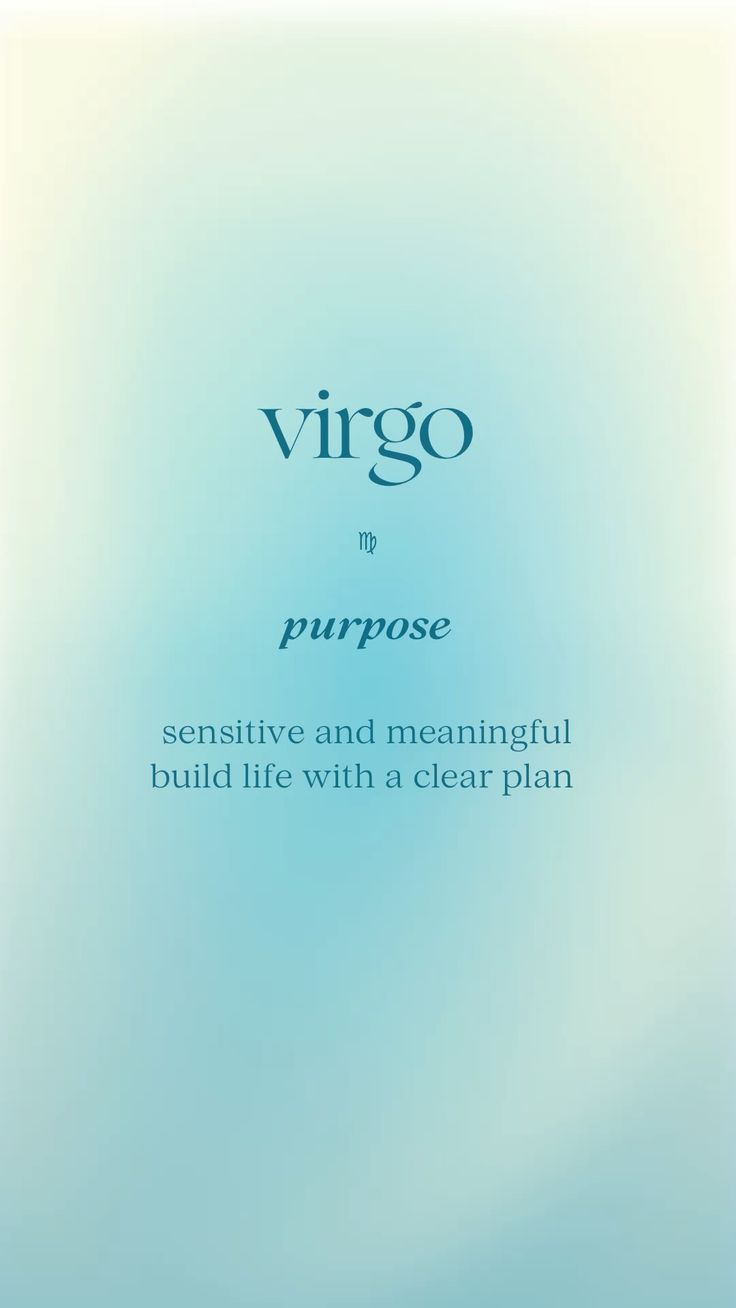 virgo
♍︎
purpose
sensitive and meaningful
build life with a clear plan